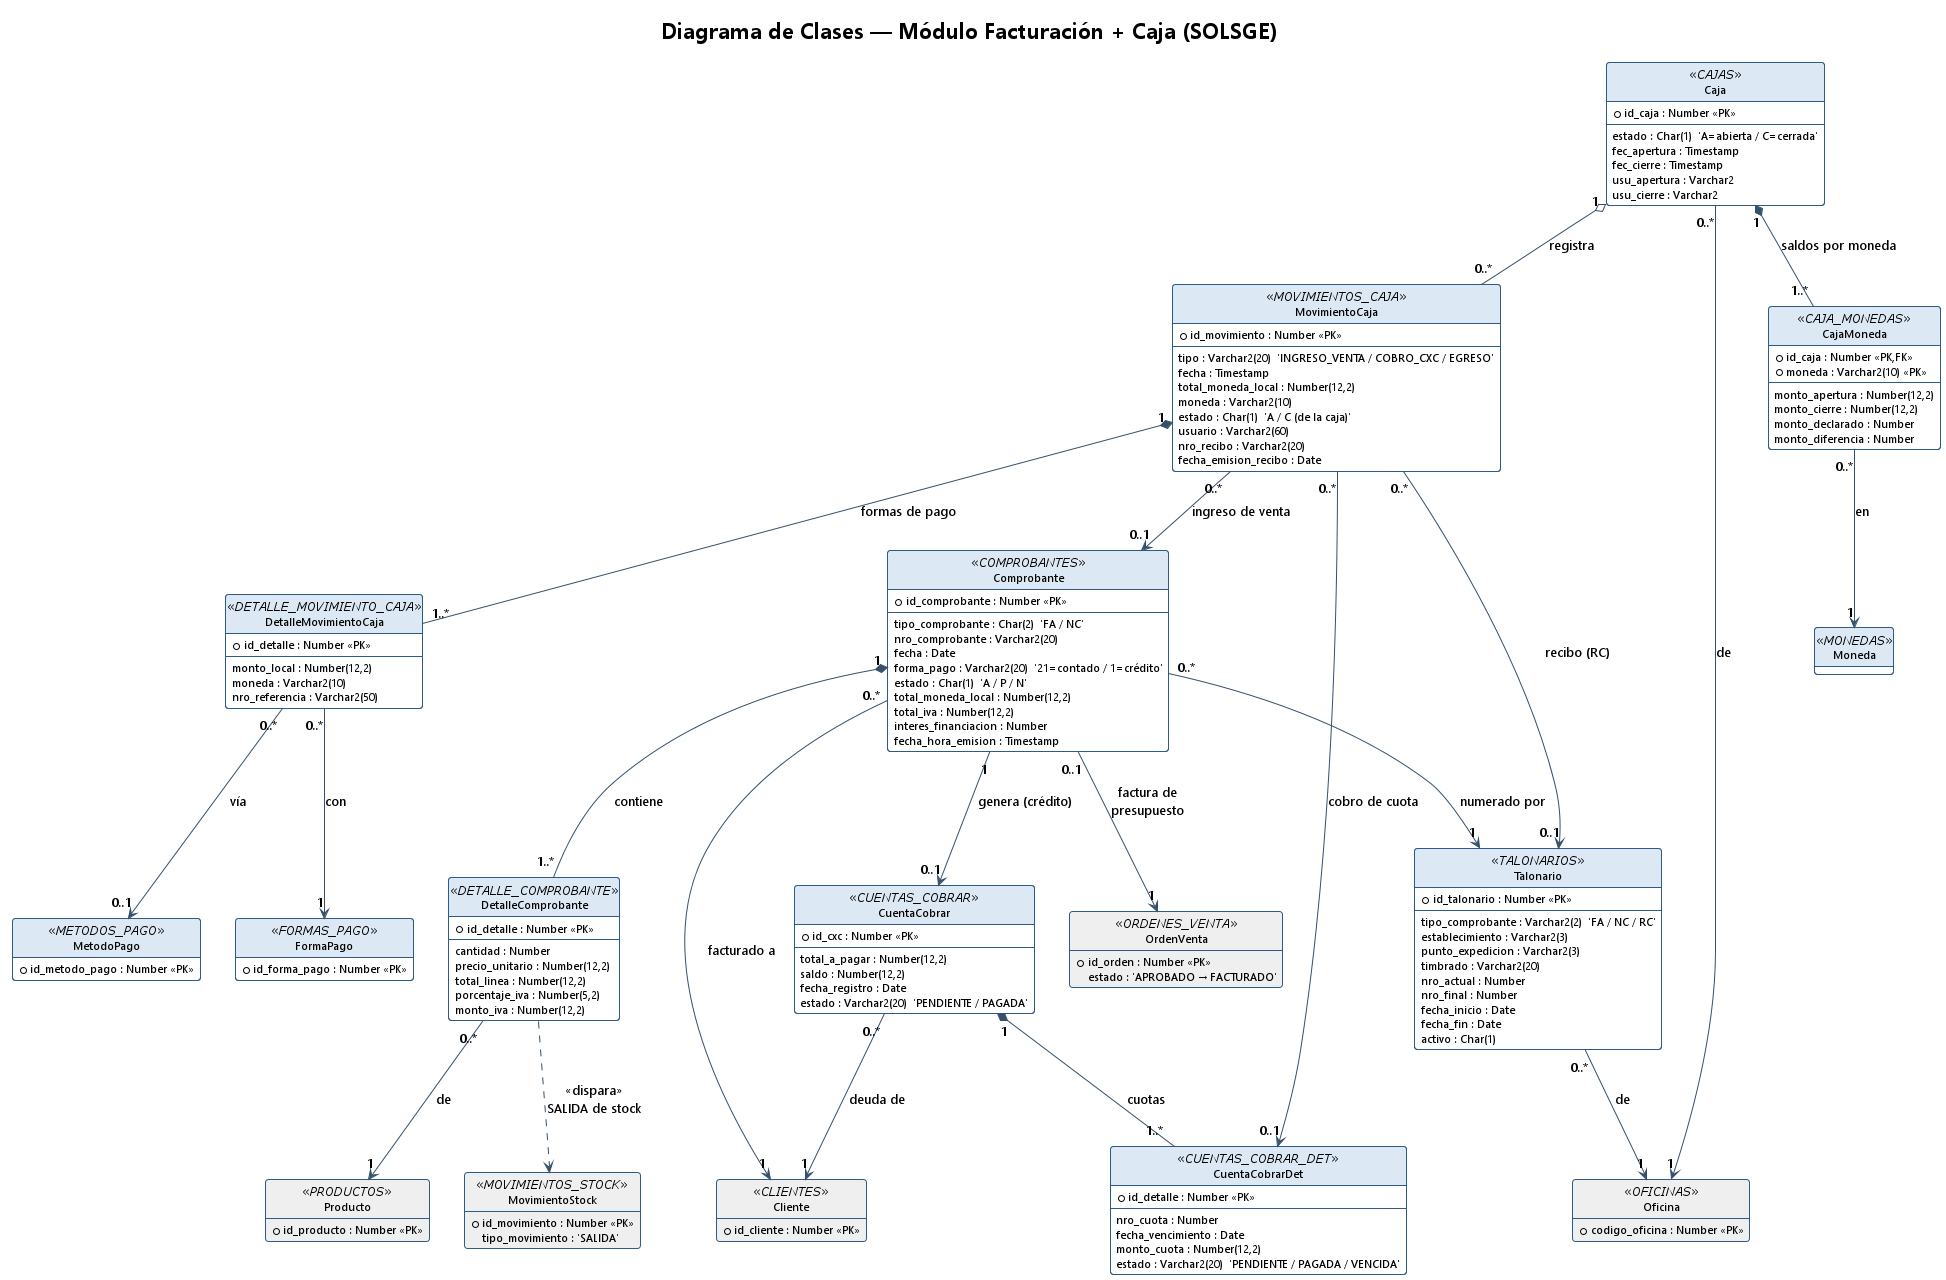 Diagrama de Clases — Módulo Facturación + Caja (SOLSGE)
«CAJAS»
Caja
id_caja : Number «PK»
estado : Char(1)  'A=abierta / C=cerrada'
fec_apertura : Timestamp
fec_cierre : Timestamp
usu_apertura : Varchar2
usu_cierre : Varchar2
1
0..*
1
registra
saldos por moneda
0..*
1..*
«MOVIMIENTOS_CAJA»
MovimientoCaja
id_movimiento : Number «PK»
tipo : Varchar2(20)  'INGRESO_VENTA / COBRO_CXC / EGRESO'
fecha : Timestamp
total_moneda_local : Number(12,2)
moneda : Varchar2(10)
estado : Char(1)  'A / C (de la caja)'
usuario : Varchar2(60)
nro_recibo : Varchar2(20)
fecha_emision_recibo : Date
«CAJA_MONEDAS»
CajaMoneda
id_caja : Number «PK,FK»
moneda : Varchar2(10) «PK»
monto_apertura : Number(12,2)
monto_cierre : Number(12,2)
monto_declarado : Number
monto_diferencia : Number
1
0..*
0..*
0..*
0..*
formas de pago
ingreso de venta
en
0..1
1..*
1
«MONEDAS»
Moneda
«COMPROBANTES»
Comprobante
id_comprobante : Number «PK»
tipo_comprobante : Char(2)  'FA / NC'
nro_comprobante : Varchar2(20)
fecha : Date
forma_pago : Varchar2(20)  '21=contado / 1=crédito'
estado : Char(1)  'A / P / N'
total_moneda_local : Number(12,2)
total_iva : Number(12,2)
interes_financiacion : Number
fecha_hora_emision : Timestamp
«DETALLE_MOVIMIENTO_CAJA»
DetalleMovimientoCaja
id_detalle : Number «PK»
monto_local : Number(12,2)
moneda : Varchar2(10)
nro_referencia : Varchar2(50)
1
0..*
0..*
recibo (RC)
de
0..*
0..*
1
0..1
vía
con
contiene
genera (crédito)
factura de
presupuesto
cobro de cuota
numerado por
1
0..1
1..*
0..1
1
0..1
1
«METODOS_PAGO»
MetodoPago
id_metodo_pago : Number «PK»
«FORMAS_PAGO»
FormaPago
id_forma_pago : Number «PK»
«DETALLE_COMPROBANTE»
DetalleComprobante
id_detalle : Number «PK»
cantidad : Number
precio_unitario : Number(12,2)
total_linea : Number(12,2)
porcentaje_iva : Number(5,2)
monto_iva : Number(12,2)
facturado a
«CUENTAS_COBRAR»
CuentaCobrar
id_cxc : Number «PK»
total_a_pagar : Number(12,2)
saldo : Number(12,2)
fecha_registro : Date
estado : Varchar2(20)  'PENDIENTE / PAGADA'
«ORDENES_VENTA»
OrdenVenta
id_orden : Number «PK»
estado : 'APROBADO → FACTURADO'
«TALONARIOS»
Talonario
id_talonario : Number «PK»
tipo_comprobante : Varchar2(2)  'FA / NC / RC'
establecimiento : Varchar2(3)
punto_expedicion : Varchar2(3)
timbrado : Varchar2(20)
nro_actual : Number
nro_final : Number
fecha_inicio : Date
fecha_fin : Date
activo : Char(1)
0..*
0..*
1
0..*
de
«dispara»
SALIDA de stock
deuda de
cuotas
de
1
1
1
1..*
0..1
1
1
«PRODUCTOS»
Producto
id_producto : Number «PK»
«MOVIMIENTOS_STOCK»
MovimientoStock
id_movimiento : Number «PK»
tipo_movimiento : 'SALIDA'
«CLIENTES»
Cliente
id_cliente : Number «PK»
«CUENTAS_COBRAR_DET»
CuentaCobrarDet
id_detalle : Number «PK»
nro_cuota : Number
fecha_vencimiento : Date
monto_cuota : Number(12,2)
estado : Varchar2(20)  'PENDIENTE / PAGADA / VENCIDA'
«OFICINAS»
Oficina
codigo_oficina : Number «PK»